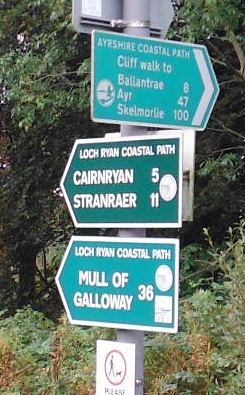 AYRSHIRE COASTAL PATH
Cliff walk to
Ballantrae 8
Ayr 47
Skelmorlie 100
LOCH RYAN COASTAL PATH
CAIRNRYAN 5
STRANRAER 11
LOCH RYAN COASTAL PATH
MULL OF
GALLOWAY 36
PLEASE